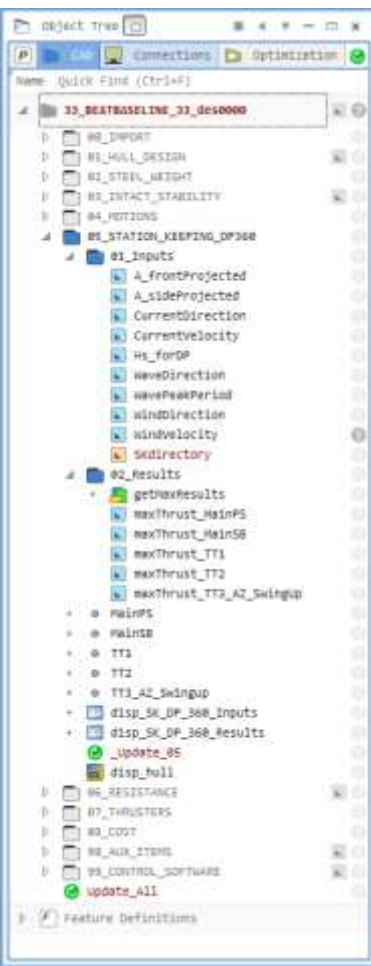 Object Tree
CAD Connections Optimization
Name Quick Find (Ctrl+F)
33_BEATBASELINE_33_des0000
00_IMPORT
01_HULL_DESIGN
02_STEEL_WEIGHT
03_INTACT_STABILITY
04_MOTIONS
05_STATION_KEEPING_DP360
01_Inputs
A_frontProjected
A_sideProjected
CurrentDirection
CurrentVelocity
Hs_forDP
WaveDirection
WavePeakPeriod
WindDirection
WindVelocity
SKdirectory
02_Results
getMaxResults
maxThrust_MainPS
maxThrust_MainSB
maxThrust_TT1
maxThrust_TT2
maxThrust_TT3_AZ_SwingUp
MainPS
MainSB
TT1
TT2
TT3_AZ_Swingup
disp_SK_DP_360_Inputs
disp_SK_DP_360_Results
_Update_05
disp_hull
06_RESISTANCE
07_THRUSTERS
08_COST
98_AUX_ITEMS
99_CONTROL_SOFTWARE
Update_All
Feature Definitions